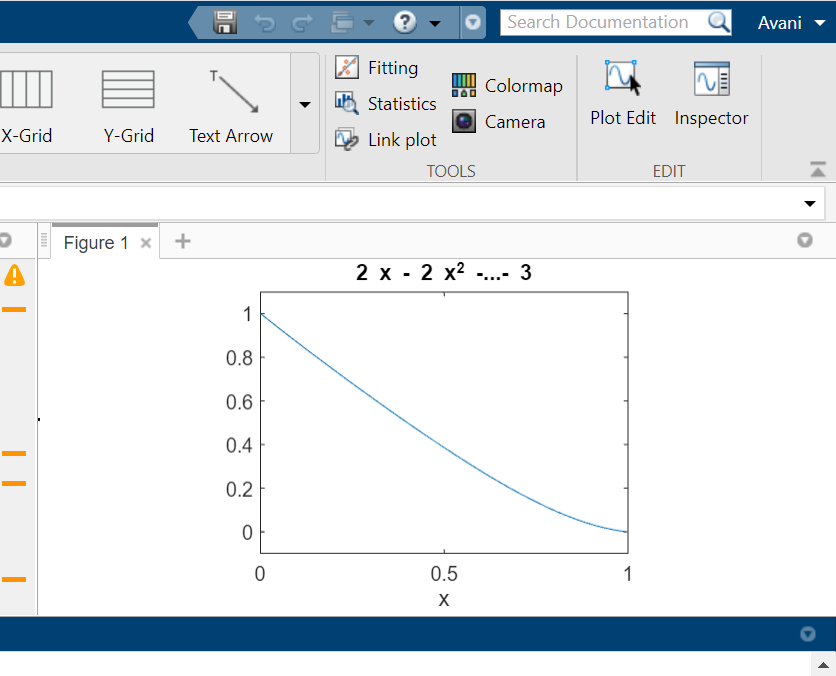 Search Documentation
Avani
X-Grid
Y-Grid
Text Arrow
Fitting
Statistics
Link plot
Colormap
Camera
TOOLS
Plot Edit
Inspector
EDIT
Figure 1
2 x - 2 x² -...- 3
1
0.8
0.6
0.4
0.2
0
0 0.5 1
x